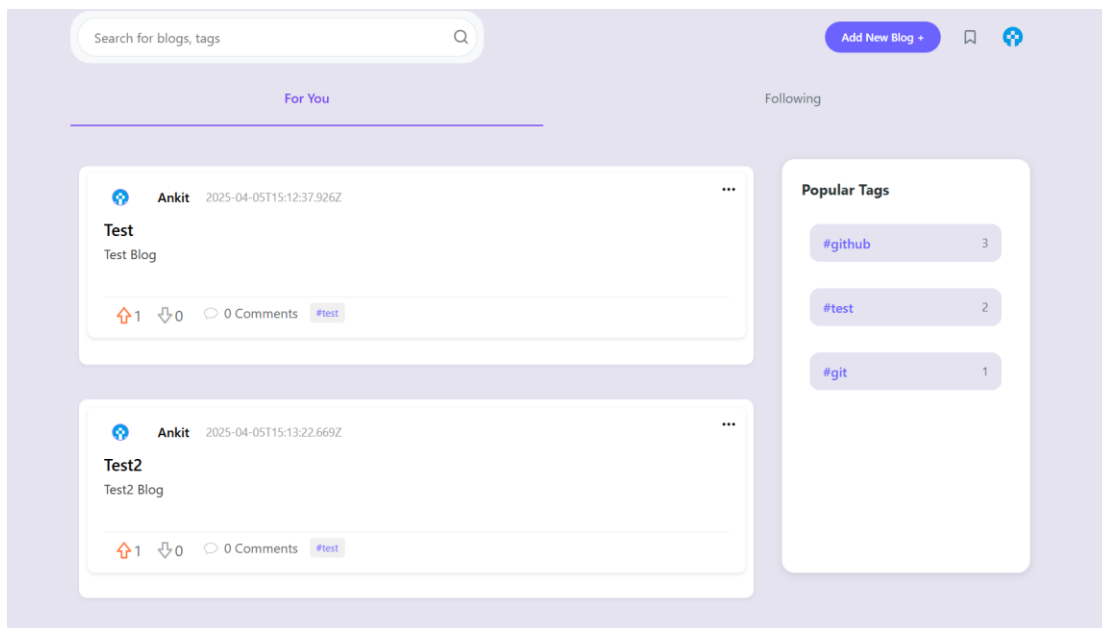 Search for blogs, tags
Add New Blog +
For You
Following
Ankit 2025-04-05T15:12:37.926Z
Test
Test Blog
1 0 0 Comments #test
Ankit 2025-04-05T15:13:22.669Z
Test2
Test2 Blog
1 0 0 Comments #test
Popular Tags
#github 3
#test 2
#git 1